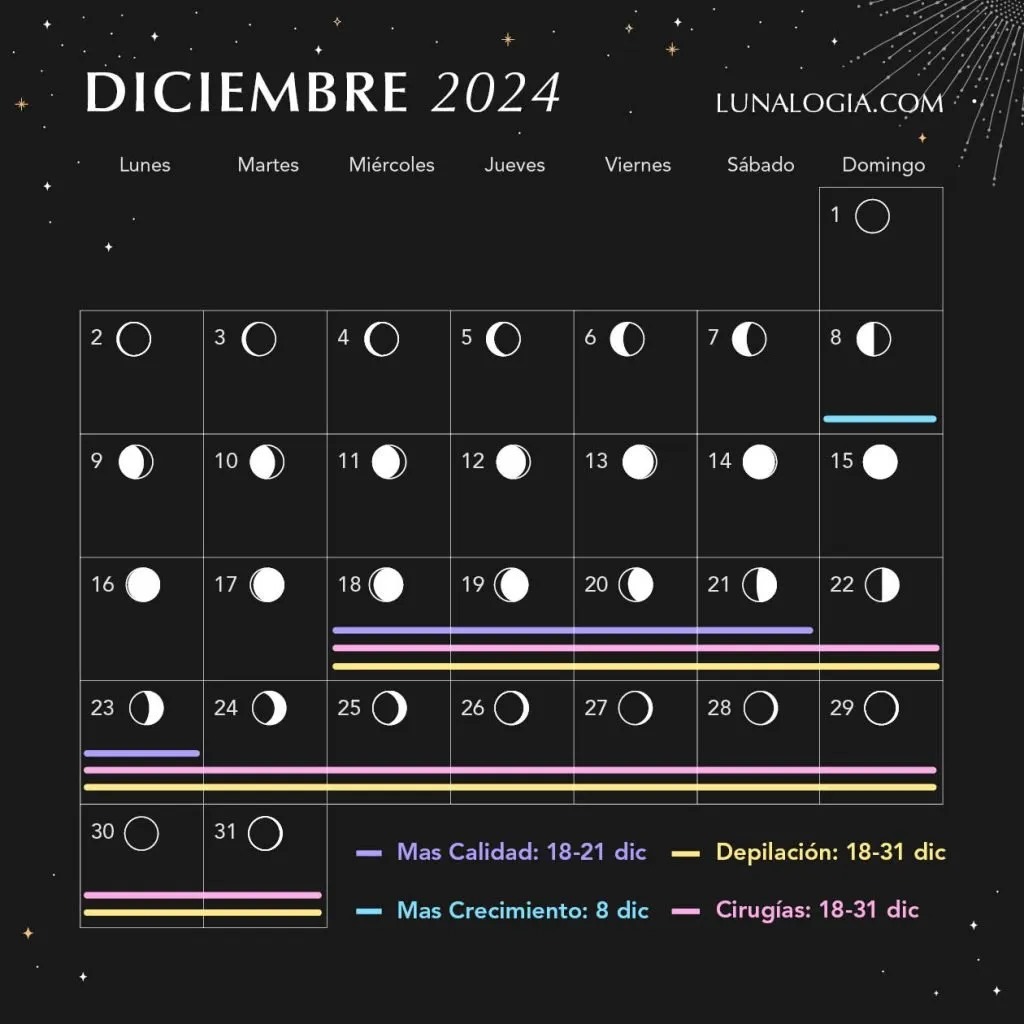 DICIEMBRE 2024
LUNALOGIA.COM
Lunes Martes Miércoles Jueves Viernes Sábado Domingo
1
2 3 4 5 6 7 8
9 10 11 12 13 14 15
16 17 18 19 20 21 22
23 24 25 26 27 28 29
30 31
Mas Calidad: 18-21 dic
Depilación: 18-31 dic
Mas Crecimiento: 8 dic
Cirugías: 18-31 dic